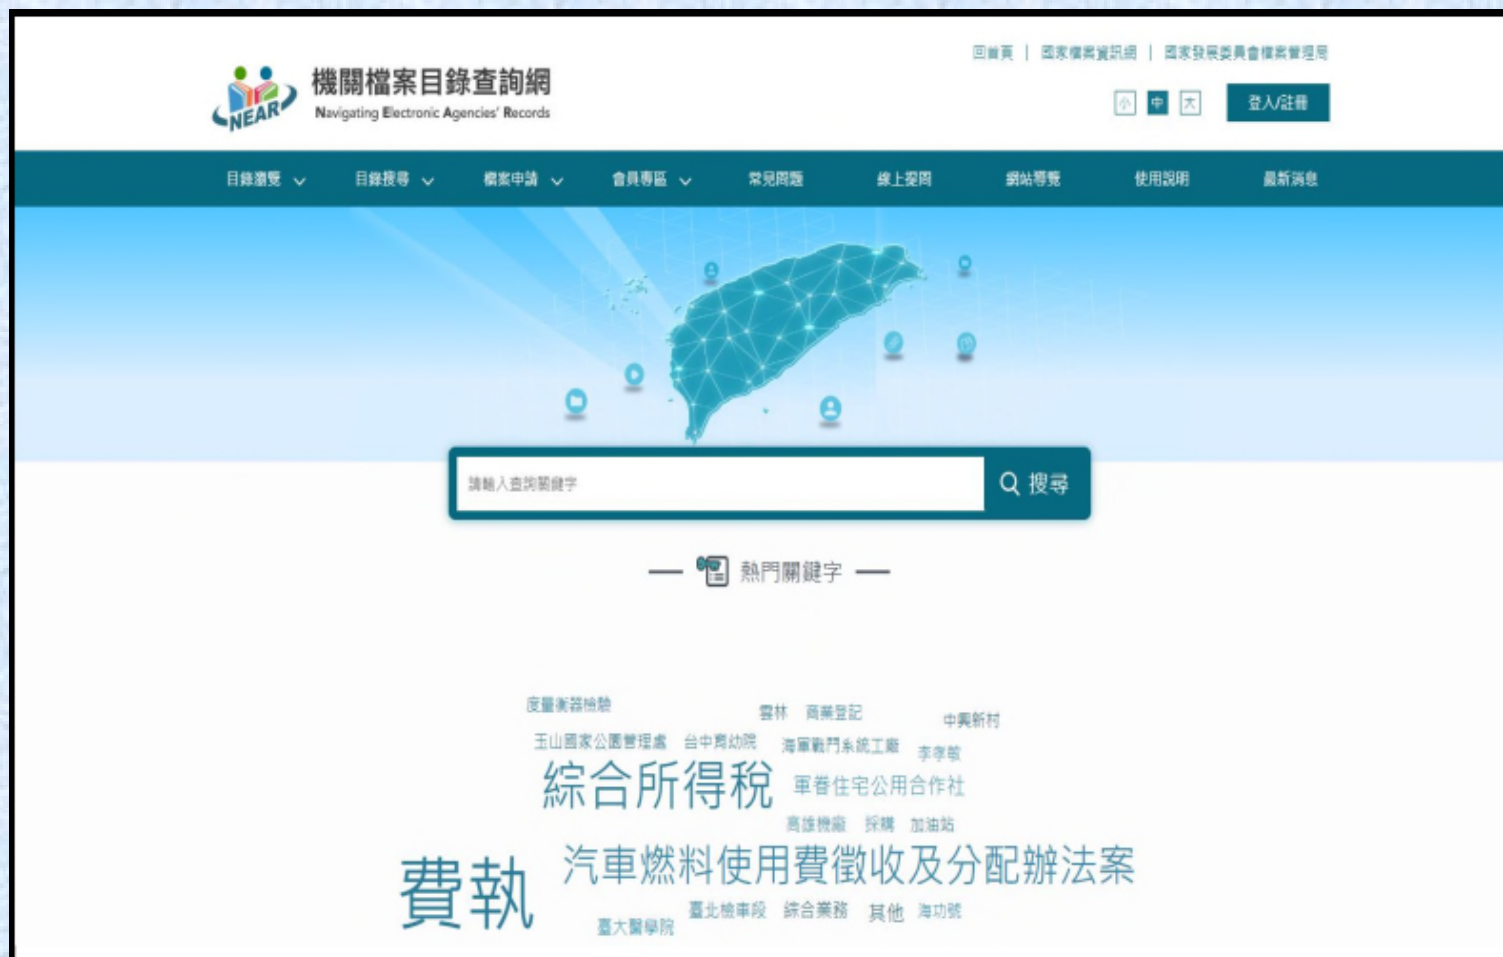 回首頁 | 國家檔案資訊網 | 國家發展委員會檔案管理局
機關檔案目錄查詢網
Navigating Electronic Agencies' Records
NEAR
小 中 大 登入/註冊
目錄瀏覽 目錄搜尋 檔案申請 會員專區 常見問題 線上提問 網站導覽 使用說明 最新消息
請輸入查詢關鍵字 搜尋
熱門關鍵字
度量衡器檢驗 雲林 商業登記 中興新村
玉山國家公園管理處 台中育幼院 海軍戰鬥系統工廠 李孝敏
綜合所得稅 軍眷住宅公用合作社
高雄機廠 採購 加油站
費執 汽車燃料使用費徵收及分配辦法案
臺大醫學院 臺北檢車段 綜合業務 其他 海功號